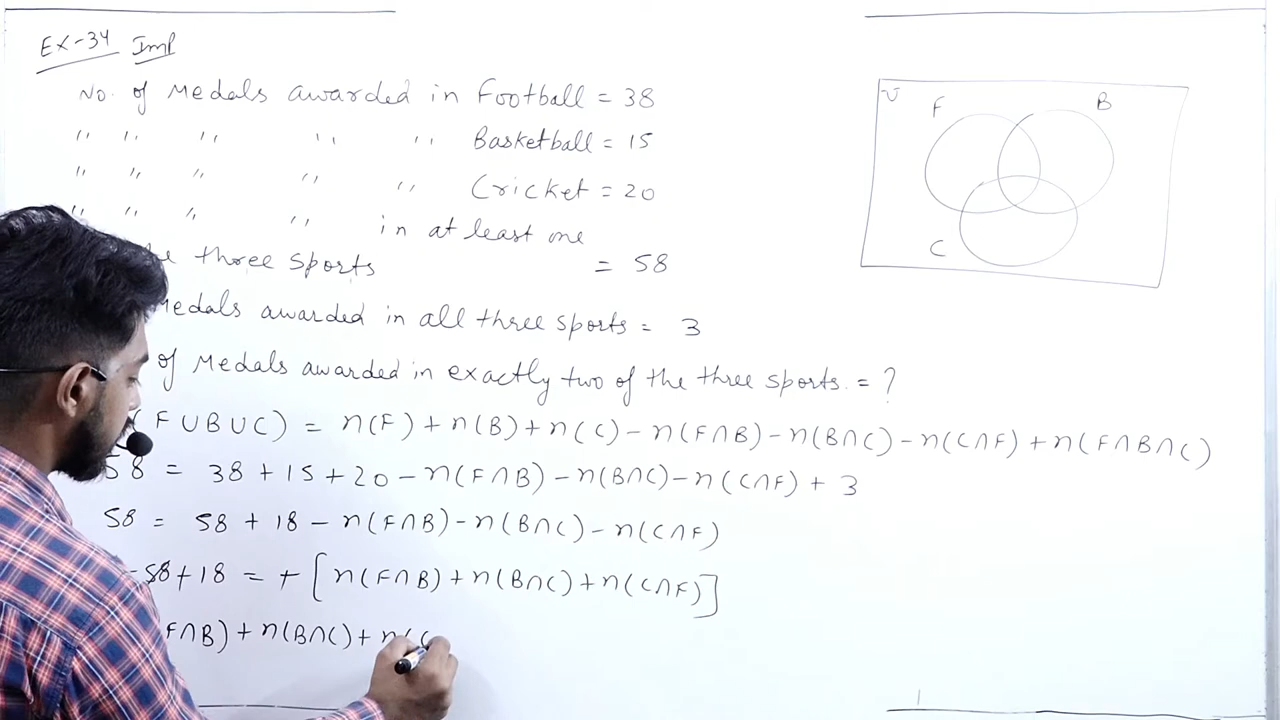 Ex-34 Imp
No. of Medals awarded in Football = 38
" " " " " Basketball = 15
" " " " " Cricket = 20
" " " " in at least one
three sports = 58
Medals awarded in all three sports = 3
of Medals awarded in exactly two of the three sports. = ?
(F∪B∪C) = n(F) + n(B) + n(C) - n(F∩B) - n(B∩C) - n(C∩F) + n(F∩B∩C)
58 = 38 + 15 + 20 - n(F∩B) - n(B∩C) - n(C∩F) + 3
58 = 58 + 18 - n(F∩B) - n(B∩C) - n(C∩F)
-58 + 18 = + [n(F∩B) + n(B∩C) + n(C∩F)]
F∩B) + n(B∩C) + n(C
U
F
B
C